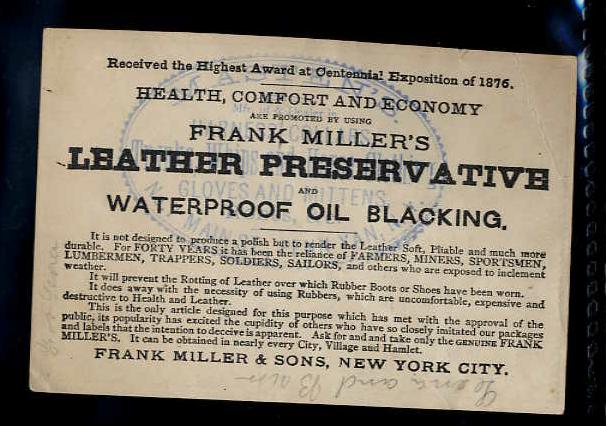 Received the Highest Award at Centennial Exposition of 1876.
HEALTH, COMFORT AND ECONOMY
ARE PROMOTED BY USING
FRANK MILLER'S
LEATHER PRESERVATIVE
AND
WATERPROOF OIL BLACKING.
It is not designed to produce a polish but to render the Leather Soft, Pliable and much more
durable. For FORTY YEARS it has been the reliance of FARMERS, MINERS, SPORTSMEN,
LUMBERMEN, TRAPPERS, SOLDIERS, SAILORS, and others who are exposed to inclement
weather.
It will prevent the Rotting of Leather over which Rubber Boots or Shoes have been worn.
It does away with the necessity of using Rubbers, which are uncomfortable, expensive and
destructive to Health and Leather.
This is the only article designed for this purpose which has met with the approval of the
public, its popularity has excited the cupidity of others who have so closely imitated our packages
and labels that the intention to deceive is apparent. Ask for and and take only the GENUINE FRANK
MILLER'S. It can be obtained in nearly every City, Village and Hamlet.
FRANK MILLER & SONS, NEW YORK CITY.
GLOVES AND MITTENS
MAIN